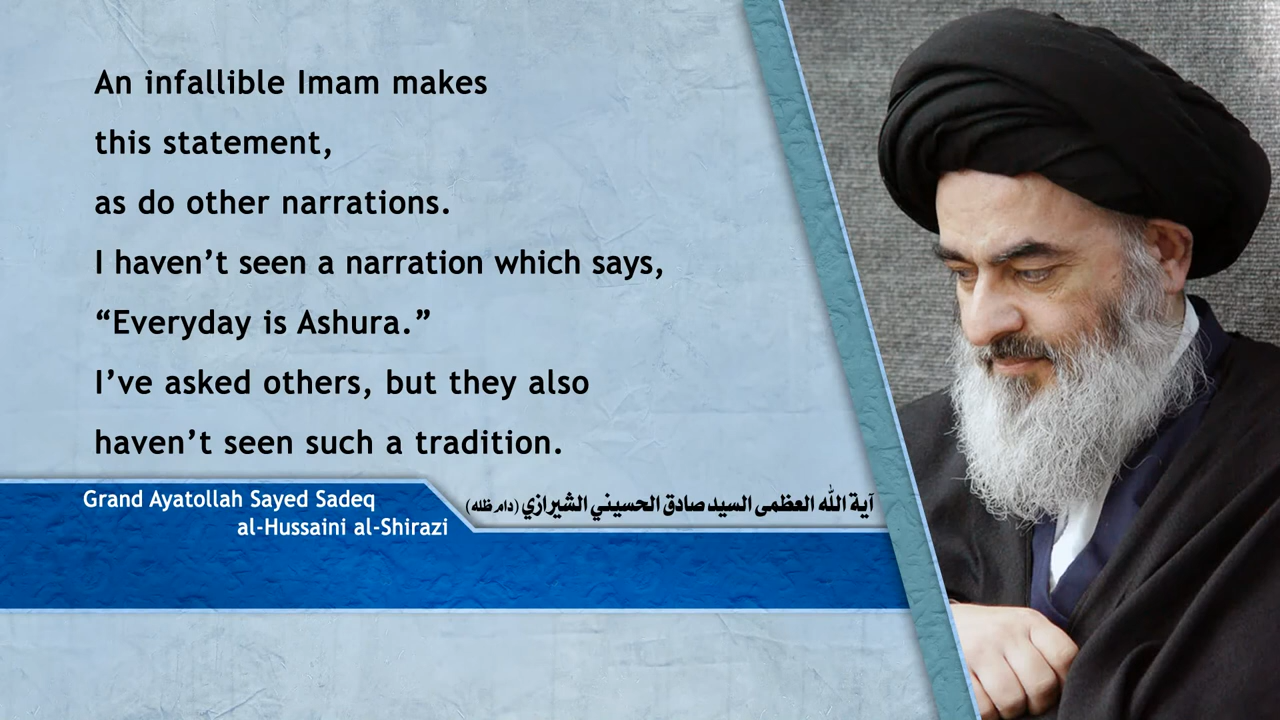 An infallible Imam makes
this statement,
as do other narrations.
I haven’t seen a narration which says,
“Everyday is Ashura.”
I’ve asked others, but they also
haven’t seen such a tradition.
Grand Ayatollah Sayed Sadeq
al-Hussaini al-Shirazi
آية الله العظمى السيد صادق الحسيني الشيرازي (دام ظله)